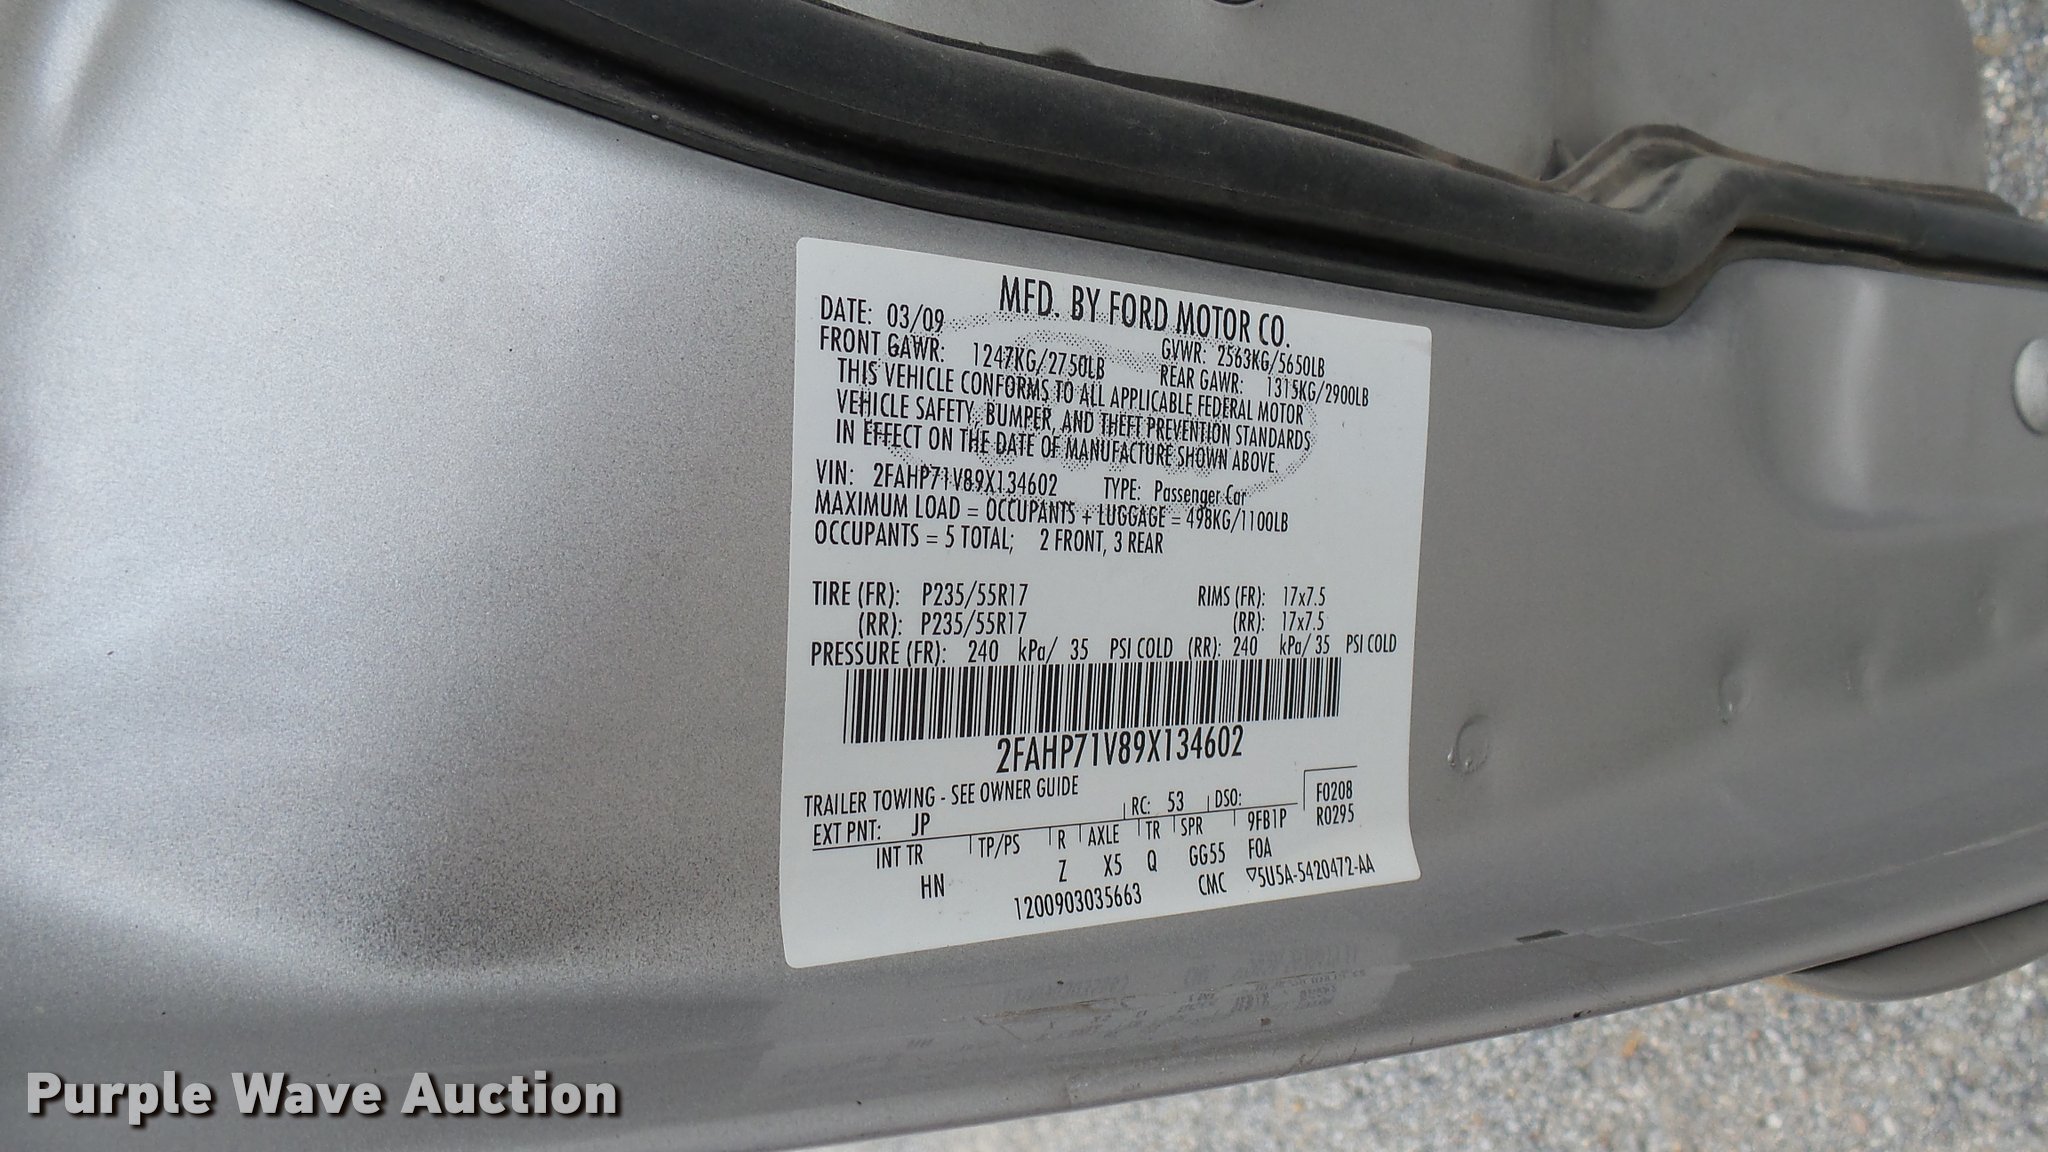 MFD. BY FORD MOTOR CO.
DATE: 03/09 GVWR: 2563KG/5650LB
FRONT GAWR: 1247KG/2750LB REAR GAWR: 1315KG/2900LB
THIS VEHICLE CONFORMS TO ALL APPLICABLE FEDERAL MOTOR
VEHICLE SAFETY, BUMPER, AND THEFT PREVENTION STANDARDS
IN EFFECT ON THE DATE OF MANUFACTURE SHOWN ABOVE.
VIN: 2FAHP71V89X134602 TYPE: Passenger Car
MAXIMUM LOAD = OCCUPANTS + LUGGAGE = 498KG/1100LB
OCCUPANTS = 5 TOTAL; 2 FRONT, 3 REAR
TIRE (FR): P235/55R17 RIMS (FR): 17x7.5
(RR): P235/55R17 (RR): 17x7.5
PRESSURE (FR): 240 kPa/ 35 PSI COLD (RR): 240 kPa/ 35 PSI COLD
2FAHP71V89X134602
TRAILER TOWING - SEE OWNER GUIDE
EXT PNT: JP RC: 53 DSO: F0208
INT TR TP/PS R AXLE TR SPR 9FB1P R0295
HN Z X5 Q GG55 F0A
1200903035663 CMC ▽5U5A-5420472-AA
Purple Wave Auction